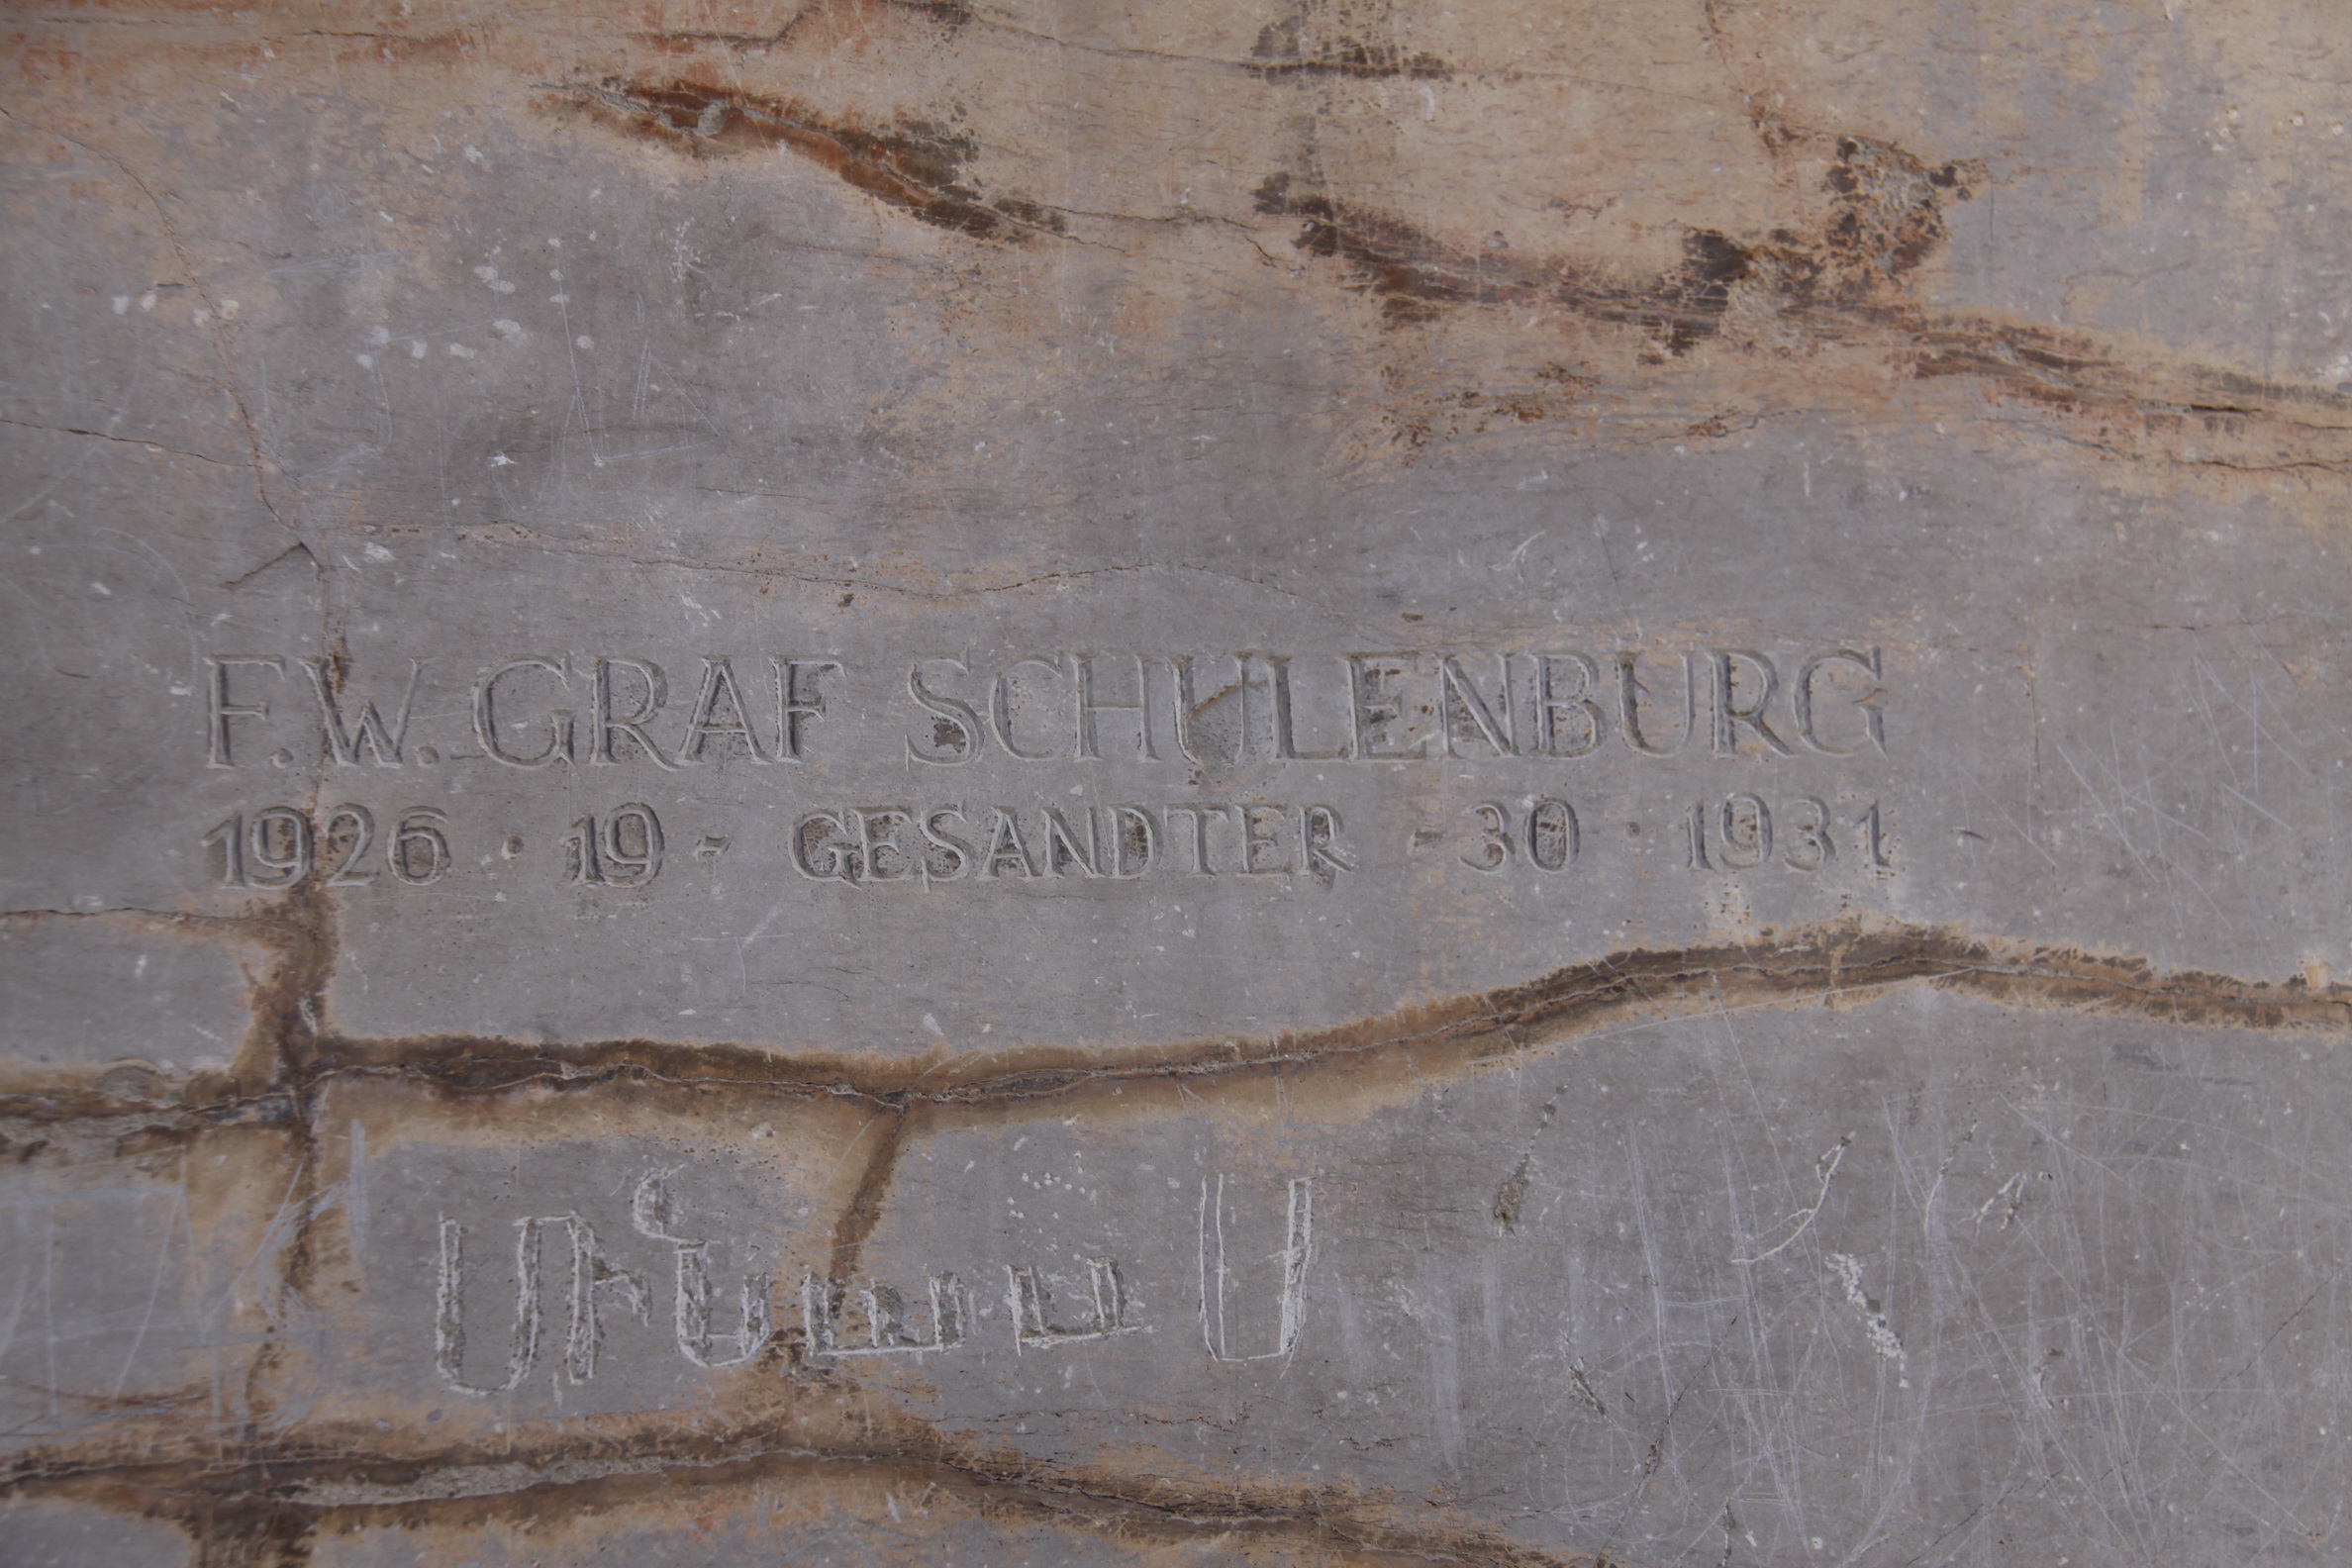 F.W. GRAF SCHULENBURG
1926 · 19 - GESANDTER - 30 · 1931 -